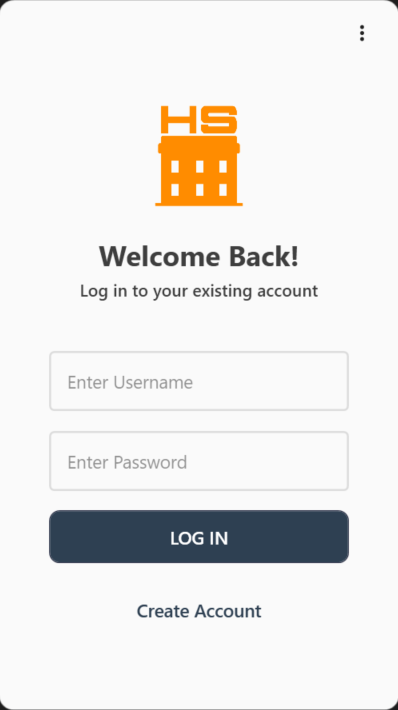 HS
Welcome Back!
Log in to your existing account
Enter Username
Enter Password
LOG IN
Create Account